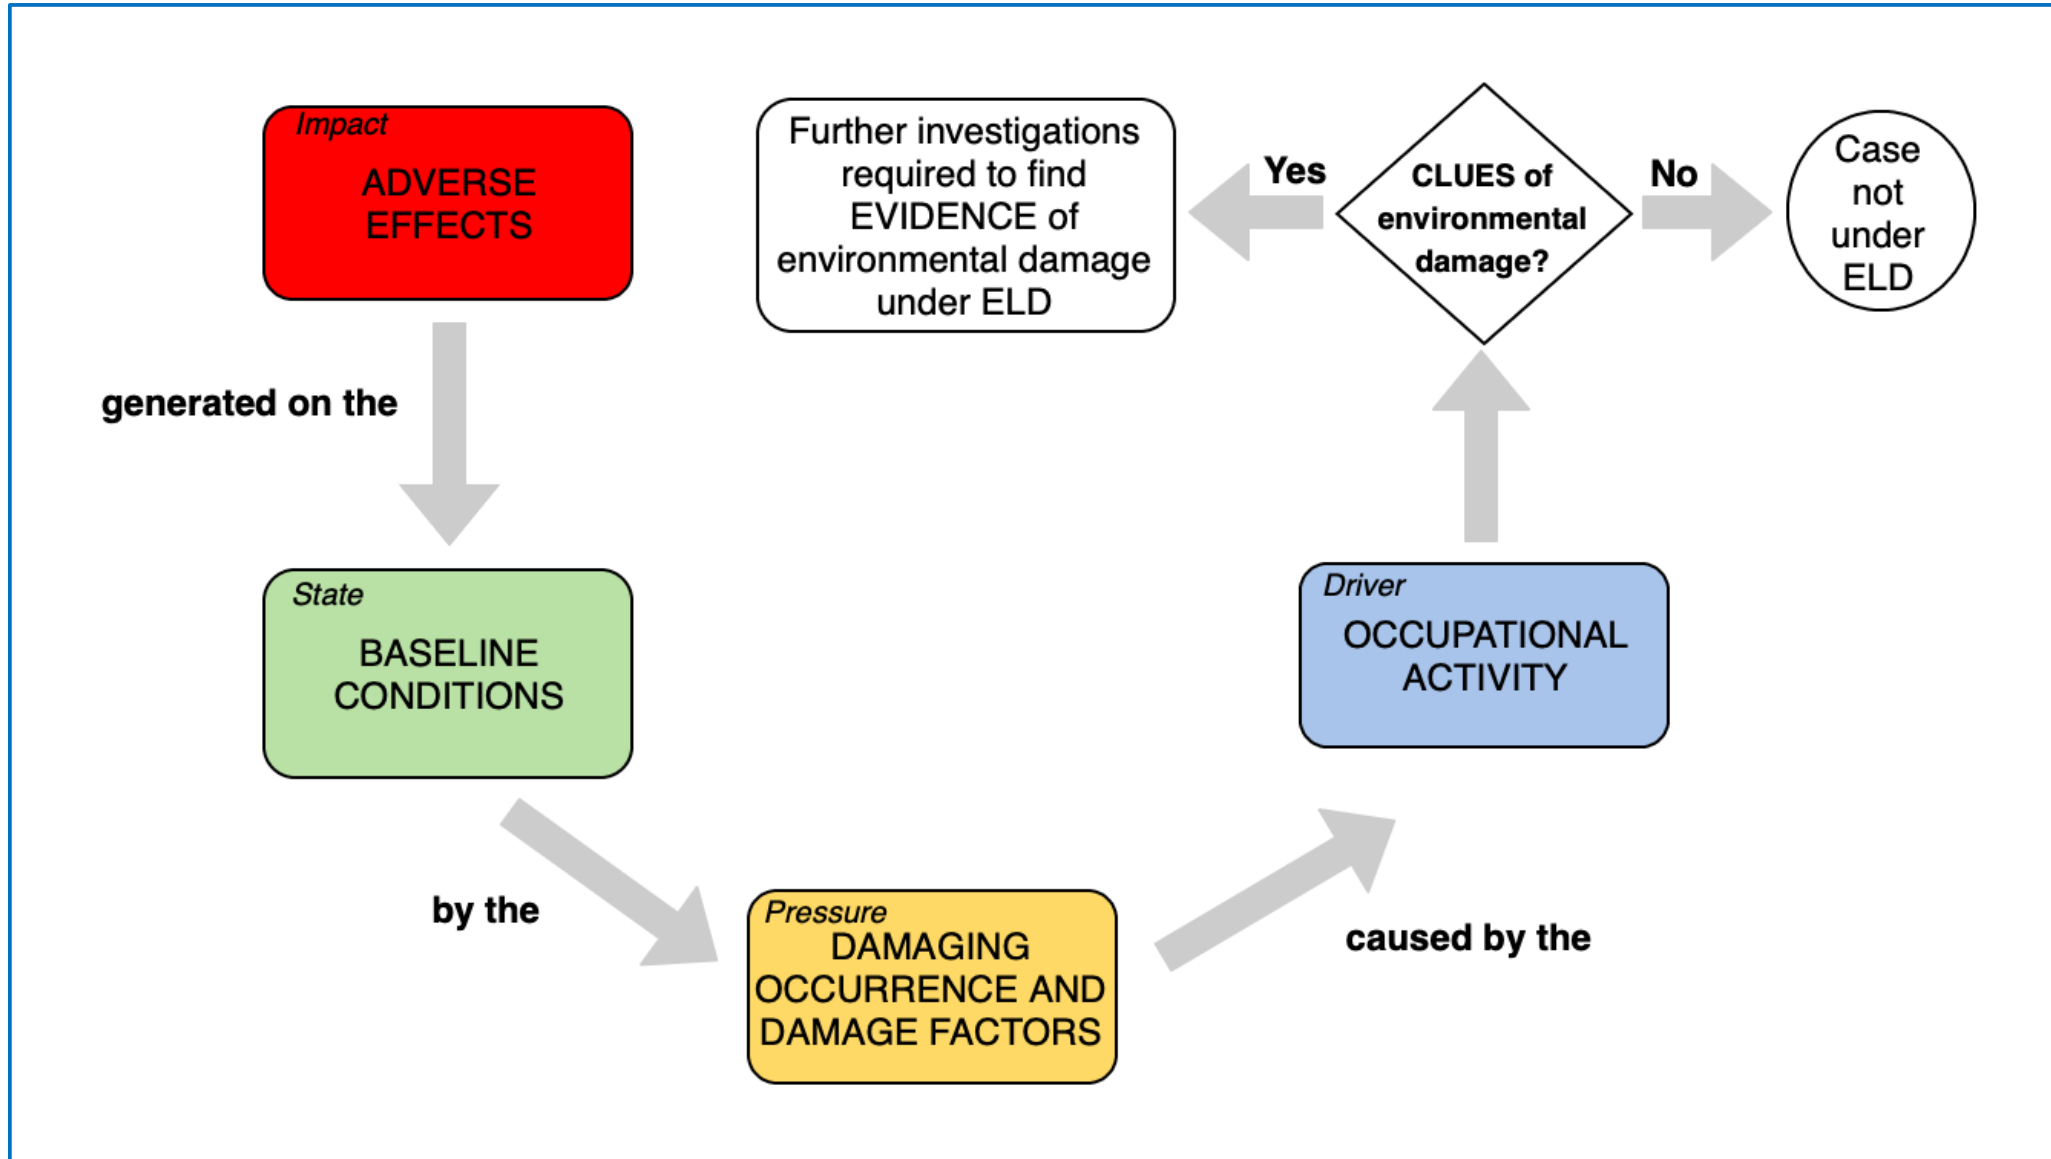 Impact
ADVERSE
EFFECTS
generated on the
State
BASELINE
CONDITIONS
by the
Pressure
DAMAGING
OCCURRENCE AND
DAMAGE FACTORS
caused by the
Driver
OCCUPATIONAL
ACTIVITY
CLUES of
environmental
damage?
Yes
Further investigations
required to find
EVIDENCE of
environmental damage
under ELD
No
Case
not
under
ELD